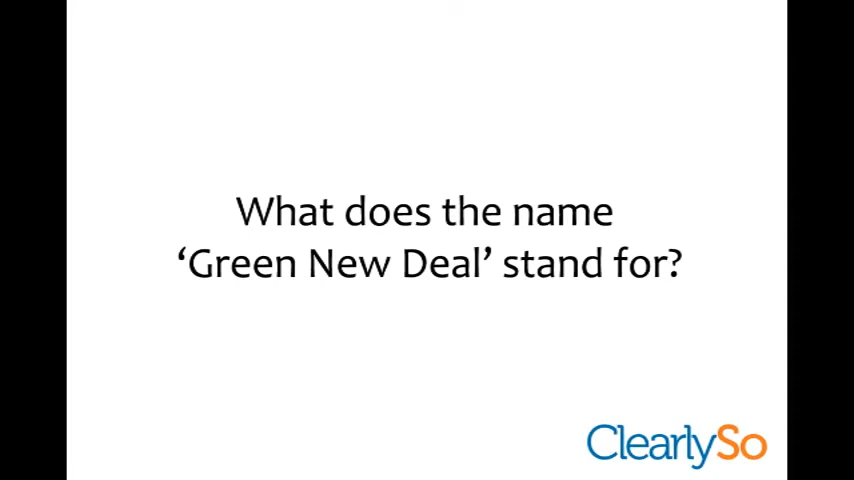 What does the name
‘Green New Deal’ stand for?
ClearlySo